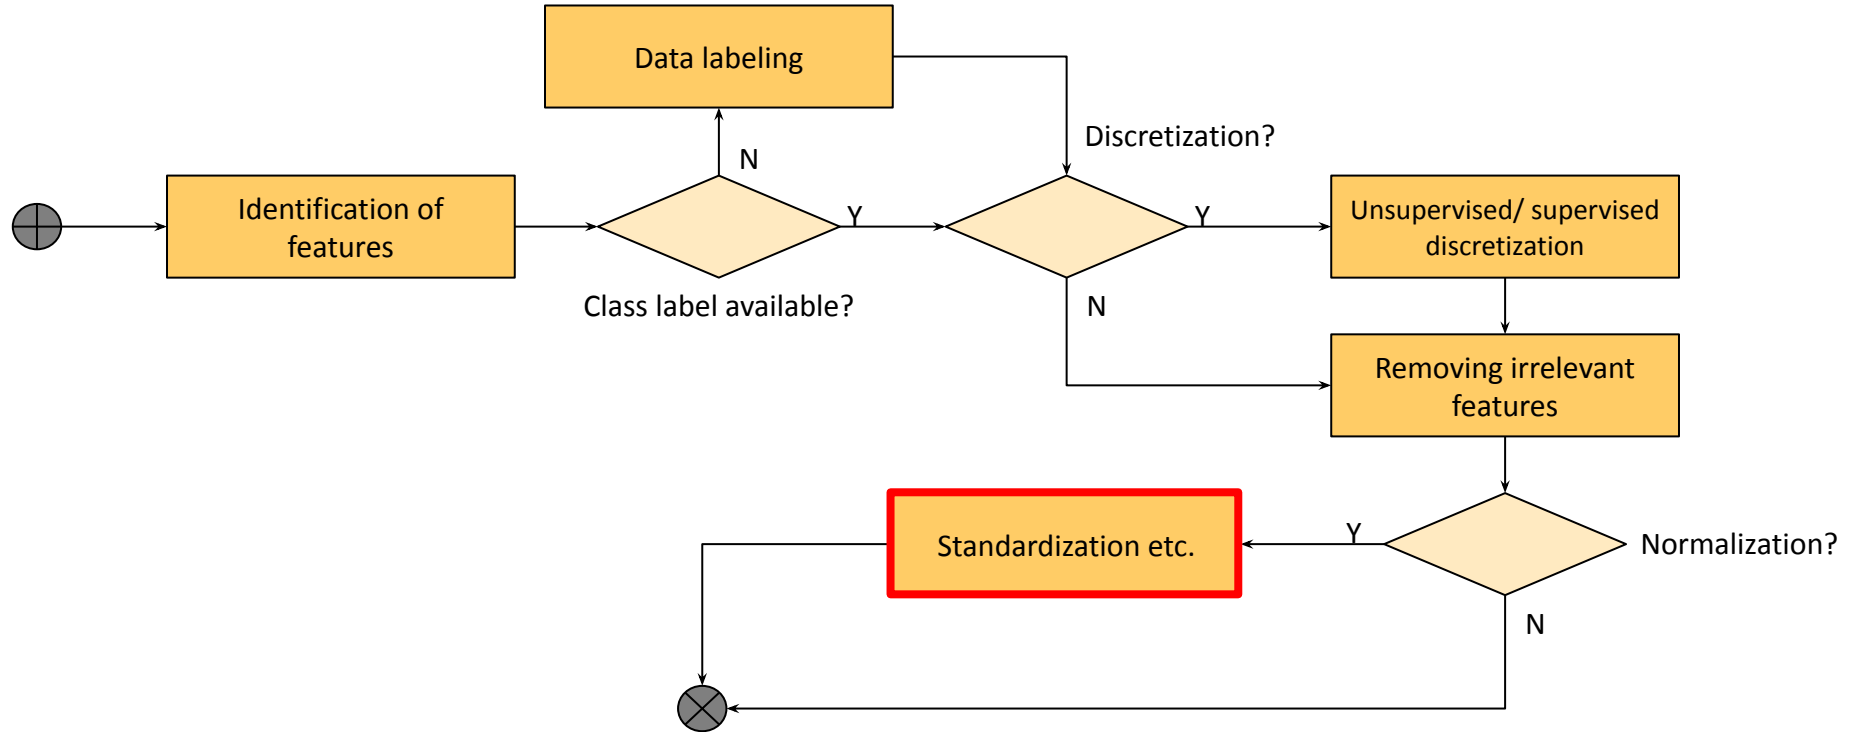 Data labeling
Discretization?
N
Identification of
features
Y
Y
Unsupervised/ supervised
discretization
Class label available?
N
Removing irrelevant
features
Standardization etc.
Y
Normalization?
N